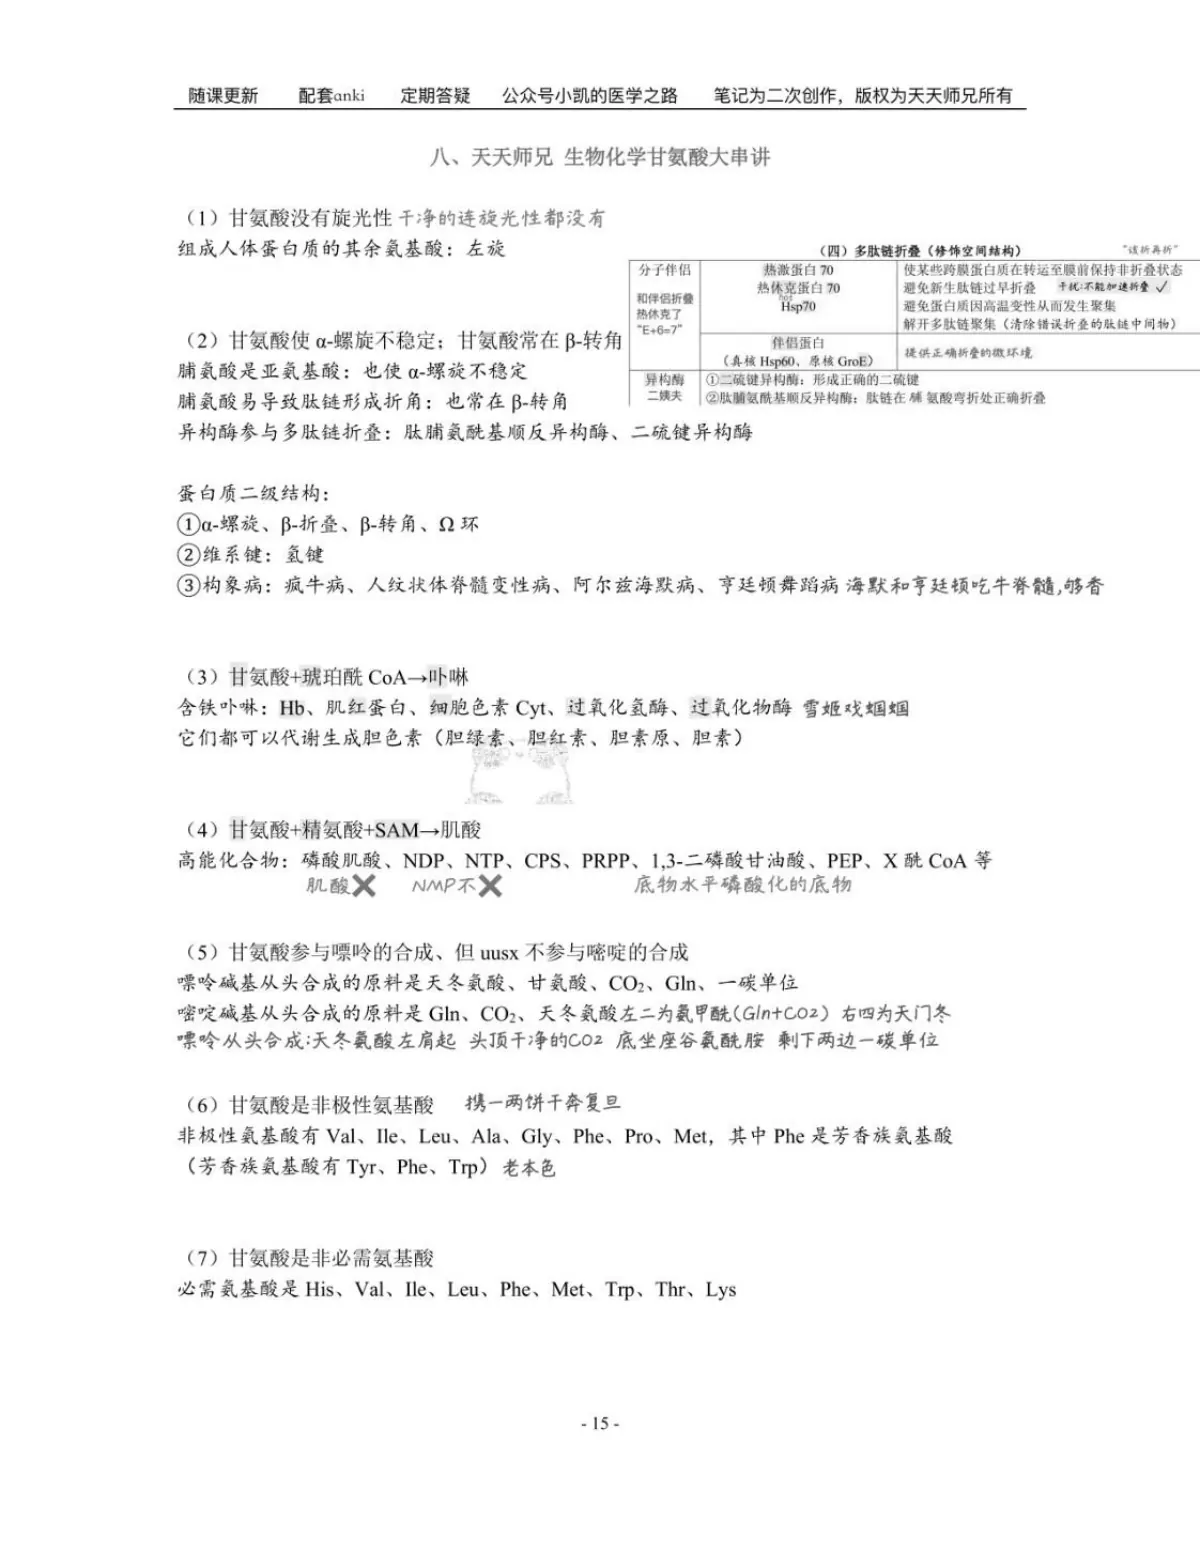 随课更新 配套anki 定期答疑 公众号小凯的医学之路 笔记为二次创作，版权为天天师兄所有
八、天天师兄 生物化学甘氨酸大串讲
（1）甘氨酸没有旋光性 干净的连旋光性都没有
组成人体蛋白质的其余氨基酸：左旋
（四）多肽链折叠（修饰空间结构） “该折再折”
分子伴侣
和伴侣折叠
热休克了
“E+6=7”
热激蛋白 70
热休克蛋白 70
hot
Hsp70
使某些跨膜蛋白质在转运至膜前保持非折叠状态
避免新生肽链过早折叠 干扰:不能加速折叠 ✓
避免蛋白质因高温变性从而发生聚集
解开多肽链聚集（清除错误折叠的肽链中间物）
伴侣蛋白
（真核 Hsp60、原核 GroE）
提供正确折叠的微环境
异构酶
二姨夫
①二硫键异构酶：形成正确的二硫键
②肽脯氨酰基顺反异构酶：肽链在 脯 氨酸弯折处正确折叠
（2）甘氨酸使 α-螺旋不稳定；甘氨酸常在 β-转角
脯氨酸是亚氨基酸：也使 α-螺旋不稳定
脯氨酸易导致肽链形成折角：也常在 β-转角
异构酶参与多肽链折叠：肽脯氨酰基顺反异构酶、二硫键异构酶
蛋白质二级结构：
①α-螺旋、β-折叠、β-转角、Ω 环
②维系键：氢键
③构象病：疯牛病、人纹状体脊髓变性病、阿尔兹海默病、亨廷顿舞蹈病 海默和亨廷顿吃牛脊髓,够香
（3）甘氨酸+琥珀酰 CoA→卟啉
含铁卟啉：Hb、肌红蛋白、细胞色素 Cyt、过氧化氢酶、过氧化物酶 雪姬戏蝈蝈
它们都可以代谢生成胆色素（胆绿素、胆红素、胆素原、胆素）
（4）甘氨酸+精氨酸+SAM→肌酸
高能化合物：磷酸肌酸、NDP、NTP、CPS、PRPP、1,3-二磷酸甘油酸、PEP、X 酰 CoA 等
肌酸✖ NMP不✖ 底物水平磷酸化的底物
（5）甘氨酸参与嘌呤的合成、但 uusx 不参与嘧啶的合成
嘌呤碱基从头合成的原料是天冬氨酸、甘氨酸、CO₂、Gln、一碳单位
嘧啶碱基从头合成的原料是 Gln、CO₂、天冬氨酸左二为氨甲酰(Gln+CO2) 右四为天门冬
嘌呤从头合成:天冬氨酸左肩起 头顶干净的CO2 底坐座谷氨酰胺 剩下两边一碳单位
（6）甘氨酸是非极性氨基酸 携一两饼干奔复旦
非极性氨基酸有 Val、Ile、Leu、Ala、Gly、Phe、Pro、Met，其中 Phe 是芳香族氨基酸
（芳香族氨基酸有 Tyr、Phe、Trp）老本色
（7）甘氨酸是非必需氨基酸
必需氨基酸是 His、Val、Ile、Leu、Phe、Met、Trp、Thr、Lys
- 15 -